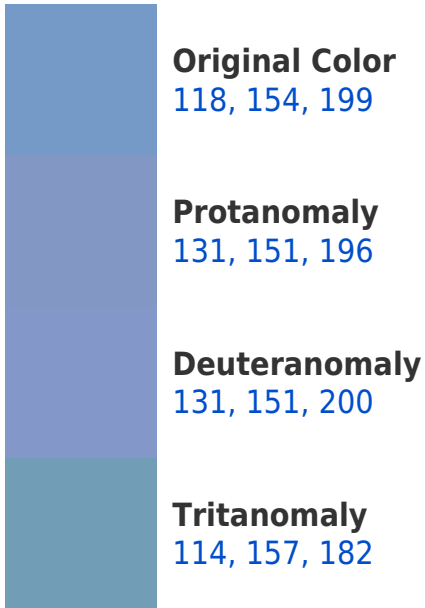 Original Color
118, 154, 199
Protanomaly
131, 151, 196
Deuteranomaly
131, 151, 200
Tritanomaly
114, 157, 182